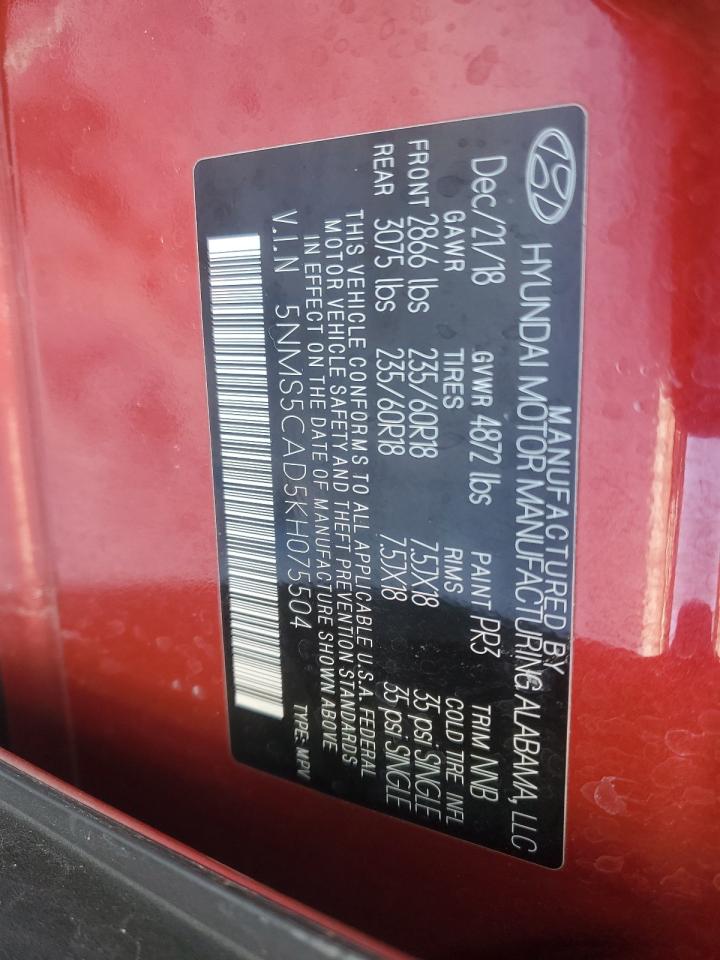 MANUFACTURED BY
HYUNDAI MOTOR MANUFACTURING ALABAMA, LLC
Dec/21/18 GVWR 4872 lbs PAINT PR3 TRIM NNB
GAWR TIRES RIMS COLD TIRE INFL
FRONT 2866 lbs 235/60R18 7.5JX18 35 psi SINGLE
REAR 3075 lbs 235/60R18 7.5JX18 35 psi SINGLE
THIS VEHICLE CONFORMS TO ALL APPLICABLE U.S.A. FEDERAL
MOTOR VEHICLE SAFETY AND THEFT PREVENTION STANDARDS
IN EFFECT ON THE DATE OF MANUFACTURE SHOWN ABOVE
V.I.N 5NMS5CAD5KH075504 TYPE: MPV